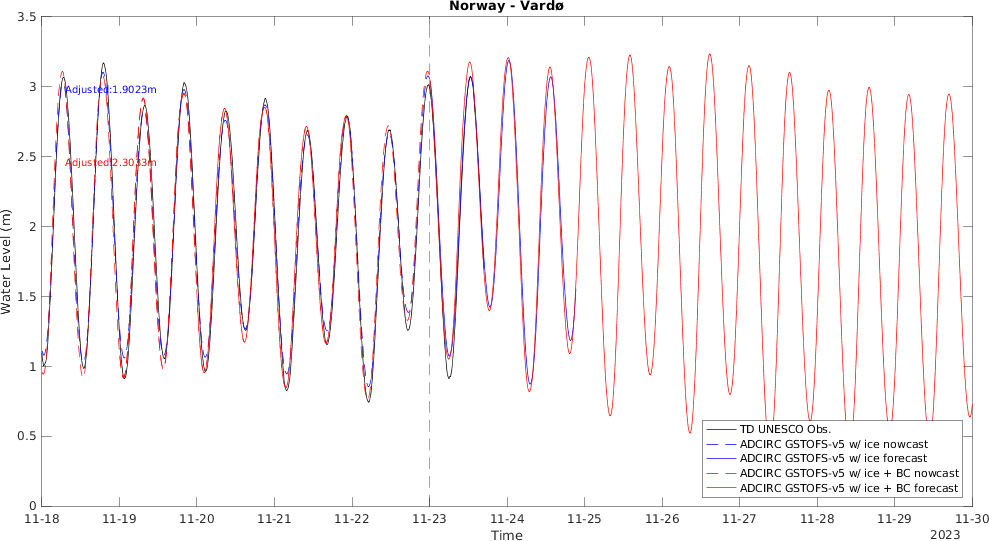 Norway - Vardø
3.5
3
2.5
2
1.5
1
0.5
0
Water Level (m)
Adjusted:1.9023m
Adjusted:2.3033m
TD UNESCO Obs.
ADCIRC GSTOFS-v5 w/ ice nowcast
ADCIRC GSTOFS-v5 w/ ice forecast
ADCIRC GSTOFS-v5 w/ ice + BC nowcast
ADCIRC GSTOFS-v5 w/ ice + BC forecast
11-18 11-19 11-20 11-21 11-22 11-23 11-24 11-25 11-26 11-27 11-28 11-29 11-30
Time
2023